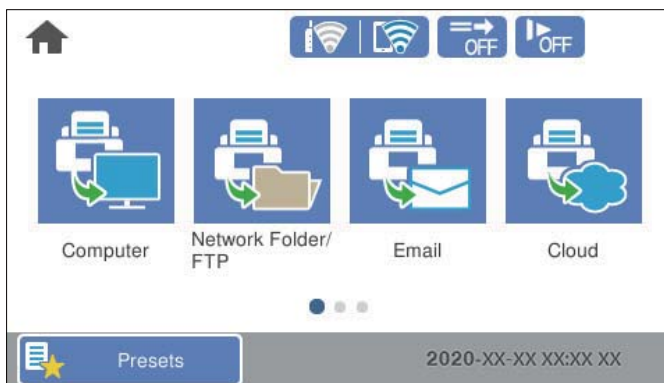 OFF
OFF
Computer
Network Folder/
FTP
Email
Cloud
Presets
2020-XX-XX XX:XX XX